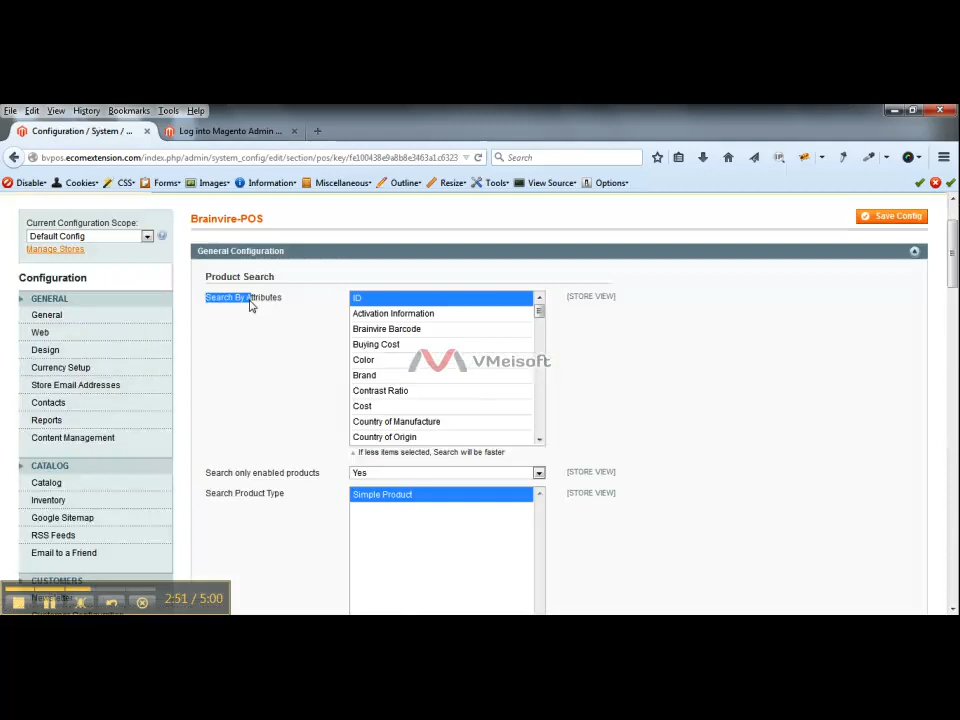 File Edit View History Bookmarks Tools Help
Configuration / System / ... × Log into Magento Admin ... × +
bvpos.ecomextension.com/index.php/admin/system_config/edit/section/pos/key/fe100438e9a8b8e3463a1c6323 Search
Disable Cookies CSS Forms Images Information Miscellaneous Outline Resize Tools View Source Options
Current Configuration Scope:
Default Config
Manage Stores
Configuration
GENERAL
General
Web
Design
Currency Setup
Store Email Addresses
Contacts
Reports
Content Management
CATALOG
Catalog
Inventory
Google Sitemap
RSS Feeds
Email to a Friend
CUSTOMERS
Newsletter
Customer Configuration
Brainvire-POS
Save Config
General Configuration
Product Search
Search By Attributes
ID
[STORE VIEW]
Activation Information
Brainvire Barcode
Buying Cost
Color
Brand
Contrast Ratio
Cost
Country of Manufacture
Country of Origin
If less items selected, Search will be faster
Search only enabled products
Yes
[STORE VIEW]
Search Product Type
Simple Product
[STORE VIEW]
VMeisoft
2:51 / 5:00